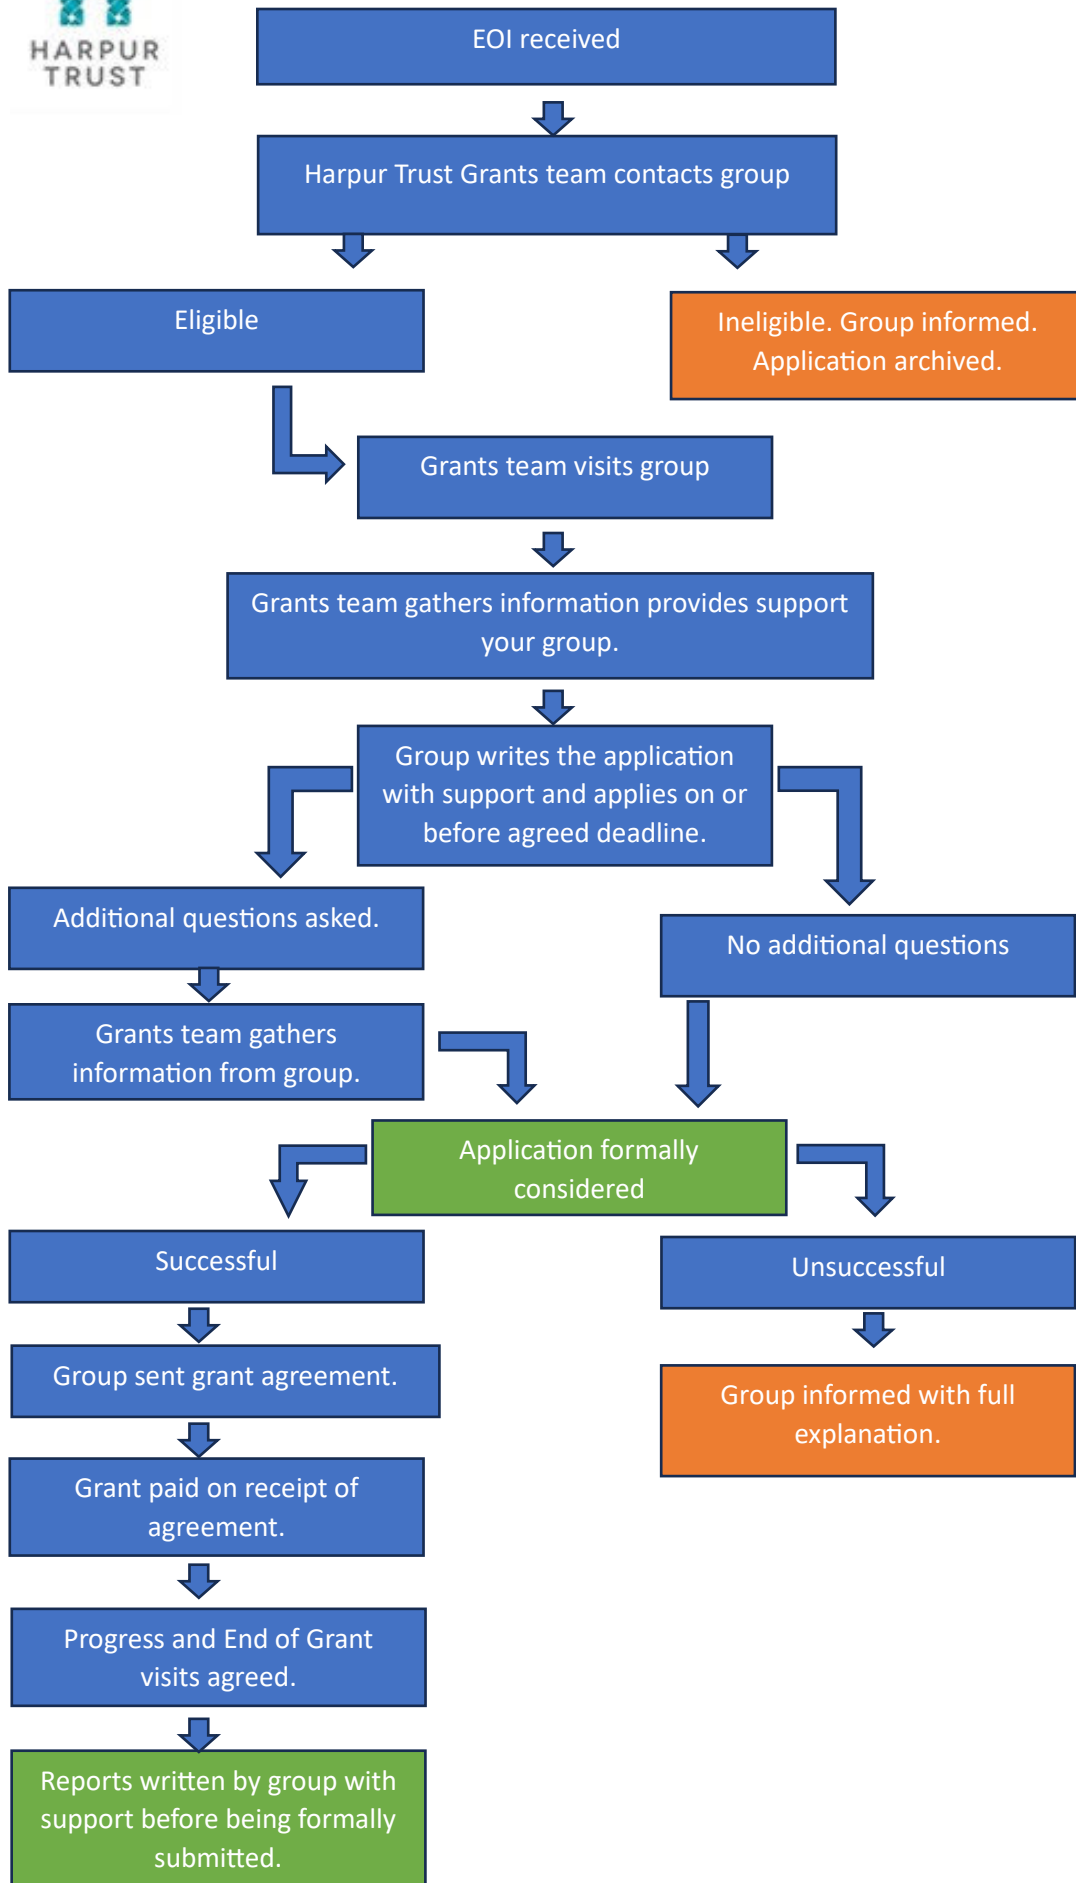 HARPUR
TRUST
EOI received
Harpur Trust Grants team contacts group
Eligible
Ineligible. Group informed.
Application archived.
Grants team visits group
Grants team gathers information provides support
your group.
Group writes the application
with support and applies on or
before agreed deadline.
Additional questions asked.
No additional questions
Grants team gathers
information from group.
Application formally
considered
Successful
Unsuccessful
Group sent grant agreement.
Group informed with full
explanation.
Grant paid on receipt of
agreement.
Progress and End of Grant
visits agreed.
Reports written by group with
support before being formally
submitted.